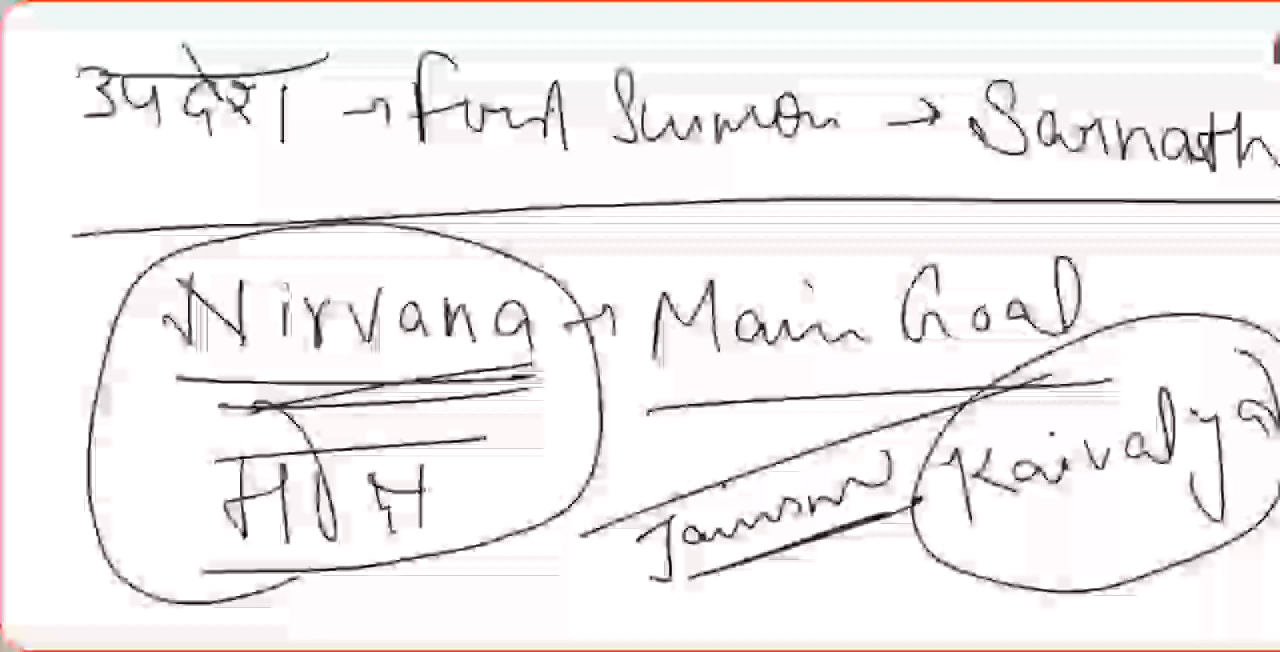 उपदेश → First Sermon → Sarnath
Nirvana → Main Goal
Jainism Kaivalya